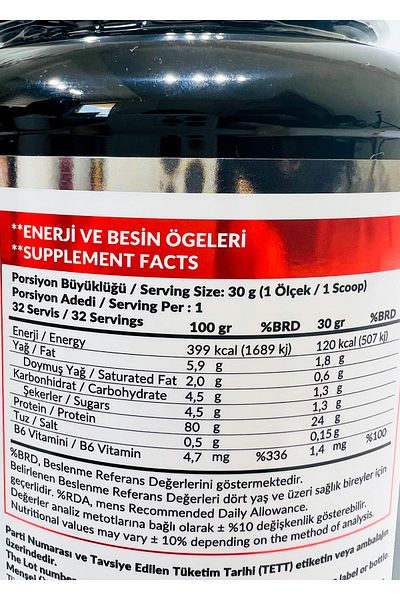 **ENERJİ VE BESİN ÖGELERİ
**SUPPLEMENT FACTS
Porsiyon Büyüklüğü / Serving Size: 30 g (1 Ölçek / 1 Scoop)
Porsiyon Adedi / Serving Per : 1
32 Servis / 32 Servings 100 gr %BRD 30 gr %BRD
Enerji / Energy 399 kcal (1689 kj) 120 kcal (507 kj)
Yağ / Fat 5,9 g 1,8 g
Doymuş Yağ / Saturated Fat 2,0 g 0,6 g
Karbonhidrat / Carbohydrate 4,5 g 1,3 g
Şekerler / Sugars 4,5 g 1,3 g
Protein / Protein 80 g 24 g
Tuz / Salt 0,5 g 0,15 g
B6 Vitamini / B6 Vitamin 4,7 mg %336 1,4 mg %100
%BRD, Beslenme Referans Değerlerini göstermektedir.
Belirlenen Beslenme Referans Değerleri dört yaş ve üzeri sağlık bireyler için
geçerlidir. %RDA, mens Recommended Daily Allowance.
Değerler analiz metotlarına bağlı olarak ± %10 değişkenlik gösterebilir.
Nutritional values may vary ± 10% depending on the method of analysis.
Parti Numarası ve Tavsiye Edilen Tüketim Tarihi (TETT) etiketin veya ambalajın
üzerindedir.
The Lot number label or bottle.
Menşei